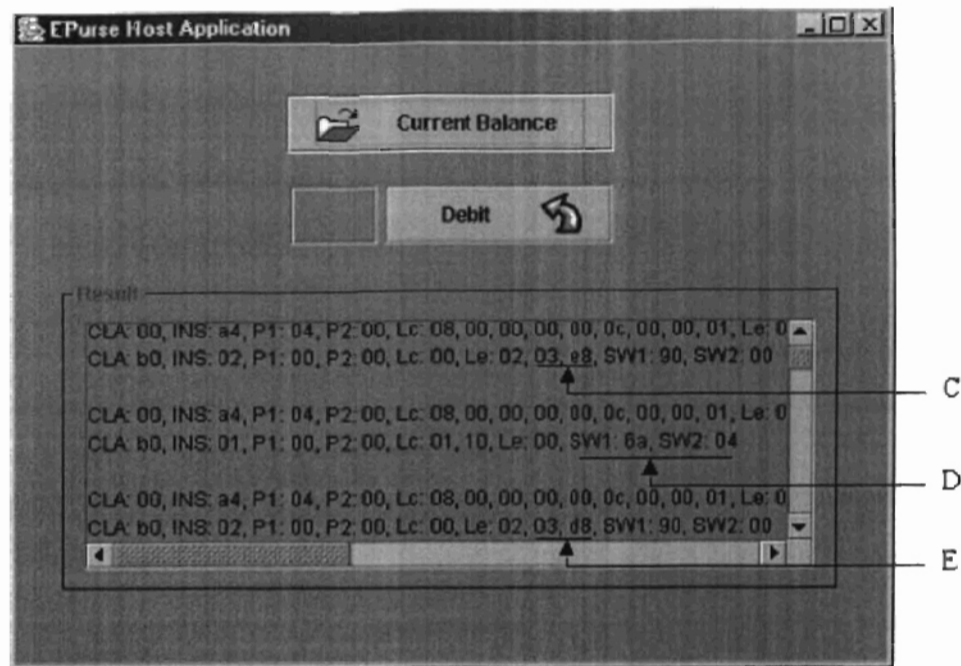 EPurse Host Application
Current Balance
Debit
Result
CLA: 00, INS: a4, P1: 04, P2: 00, Lc: 08, 00, 00, 00, 00, 0c, 00, 00, 01, Le: 0
CLA: b0, INS: 02, P1: 00, P2: 00, Lc: 00, Le: 02, 03, e8, SW1: 90, SW2: 00
C
CLA: 00, INS: a4, P1: 04, P2: 00, Lc: 08, 00, 00, 00, 00, 0c, 00, 00, 01, Le: 0
CLA: b0, INS: 01, P1: 00, P2: 00, Lc: 01, 10, Le: 00, SW1: 6a, SW2: 04
D
CLA: 00, INS: a4, P1: 04, P2: 00, Lc: 08, 00, 00, 00, 00, 0c, 00, 00, 01, Le: 0
CLA: b0, INS: 02, P1: 00, P2: 00, Lc: 00, Le: 02, 03, d8, SW1: 90, SW2: 00
E